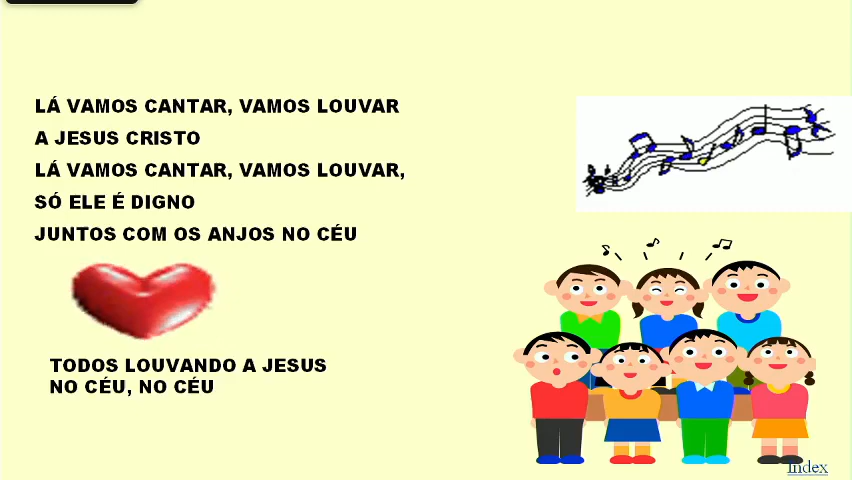 LÁ VAMOS CANTAR, VAMOS LOUVAR
A JESUS CRISTO
LÁ VAMOS CANTAR, VAMOS LOUVAR,
SÓ ELE É DIGNO
JUNTOS COM OS ANJOS NO CÉU
TODOS LOUVANDO A JESUS
NO CÉU, NO CÉU
Index